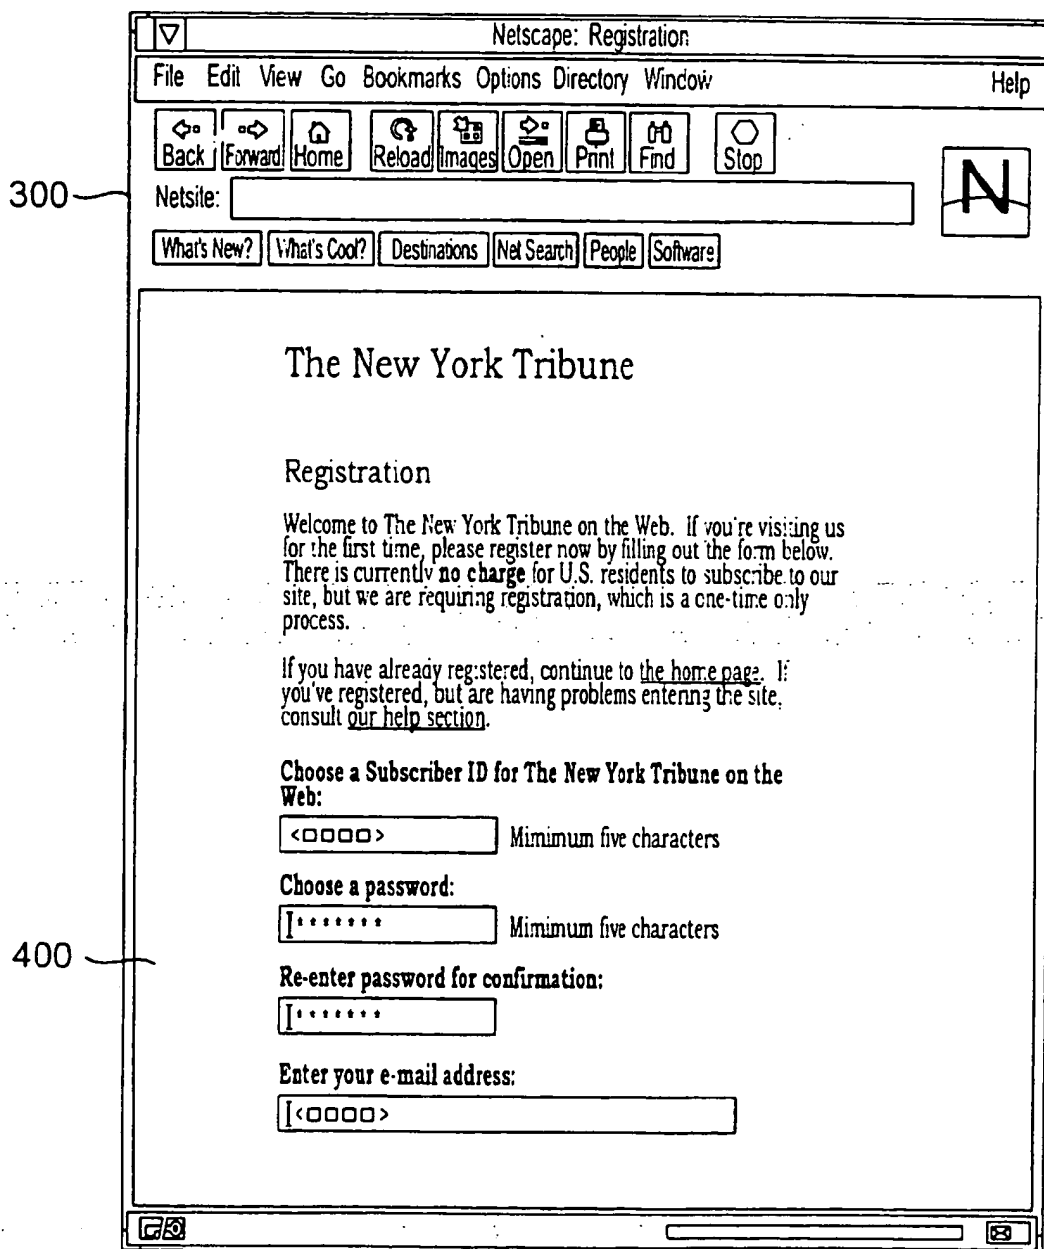 Netscape: Registration
File Edit View Go Bookmarks Options Directory Window Help
Back Forward Home Reload Images Open Print Find Stop
N
300
Netsite:
What's New? What's Cool? Destinations Net Search People Software
The New York Tribune
Registration
Welcome to The New York Tribune on the Web. If you're visiting us
for the first time, please register now by filling out the form below.
There is currently no charge for U.S. residents to subscribe to our
site, but we are requiring registration, which is a one-time only
process.
If you have already registered, continue to the home page. If
you've registered, but are having problems entering the site,
consult our help section.
Choose a Subscriber ID for The New York Tribune on the
Web:
<□□□□> Mimimum five characters
Choose a password:
******* Mimimum five characters
400
Re-enter password for confirmation:
*******
Enter your e-mail address:
<□□□□>